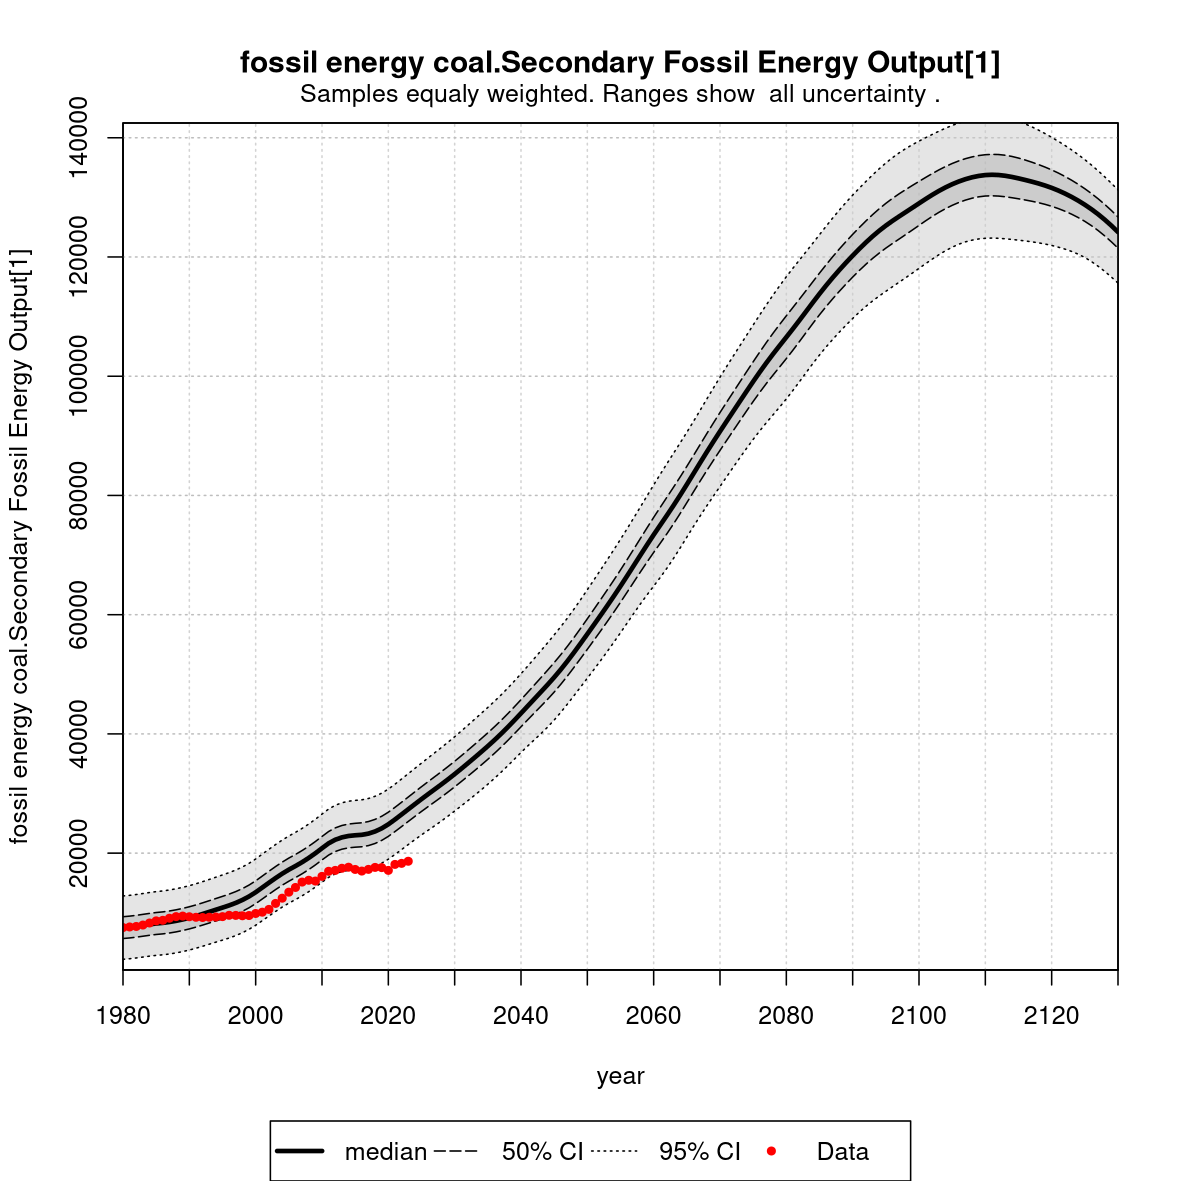 fossil energy coal.Secondary Fossil Energy Output[1]
Samples equaly weighted. Ranges show  all uncertainty .
fossil energy coal.Secondary Fossil Energy Output[1]
140000
120000
100000
80000
60000
40000
20000
1980 2000 2020 2040 2060 2080 2100 2120
year
median 50% CI 95% CI Data